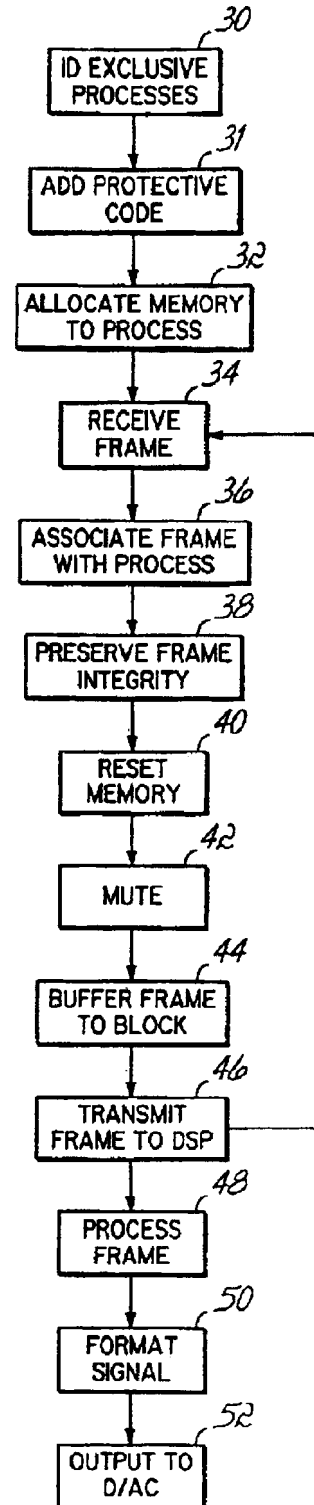 30
ID EXCLUSIVE
PROCESSES
31
ADD PROTECTIVE
CODE
32
ALLOCATE MEMORY
TO PROCESS
34
RECEIVE
FRAME
36
ASSOCIATE FRAME
WITH PROCESS
38
PRESERVE FRAME
INTEGRITY
40
RESET
MEMORY
42
MUTE
44
BUFFER FRAME
TO BLOCK
46
TRANSMIT
FRAME TO DSP
48
PROCESS
FRAME
50
FORMAT
SIGNAL
52
OUTPUT TO
D/AC